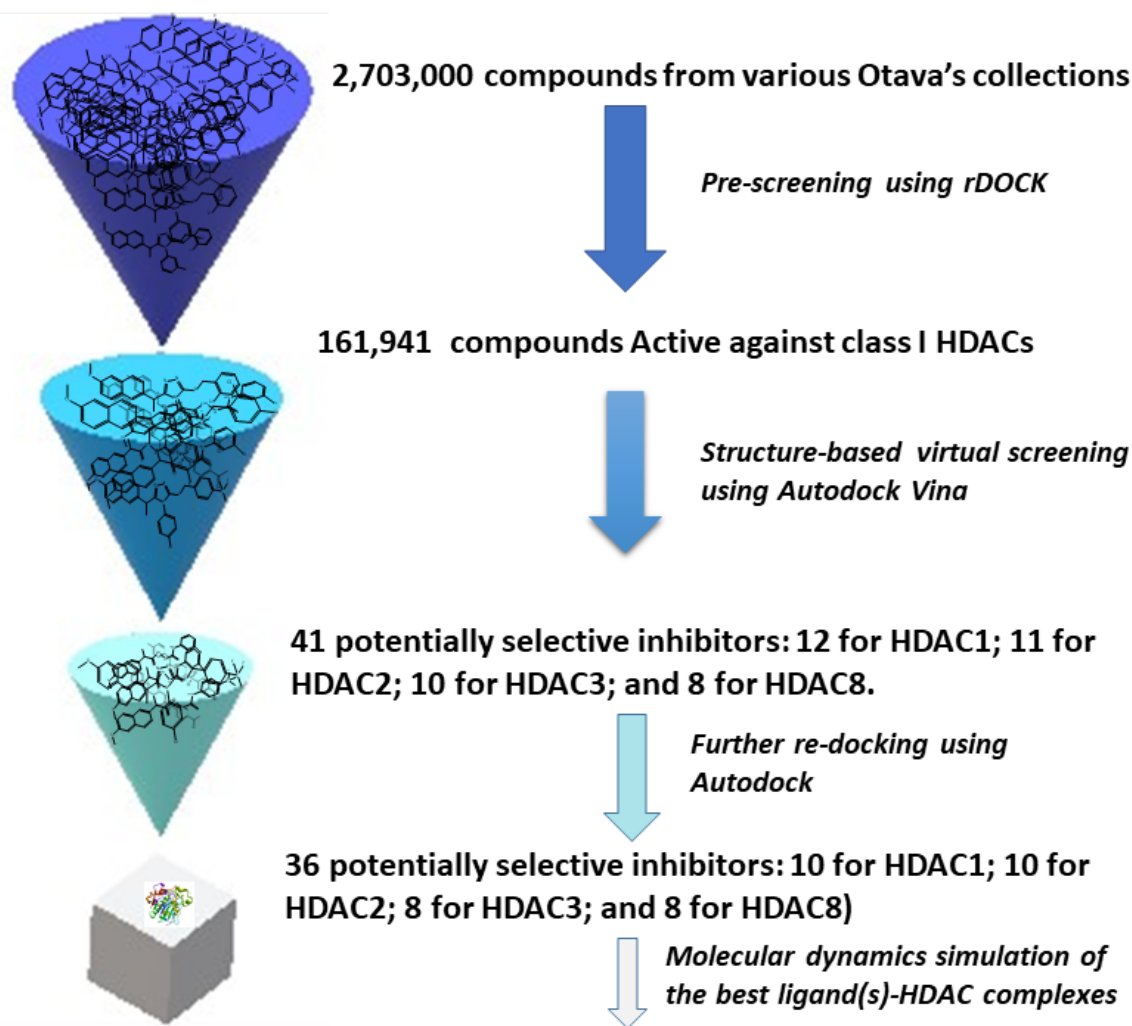 2,703,000 compounds from various Otava's collections
Pre-screening using rDOCK
161,941 compounds Active against class I HDACs
Structure-based virtual screening
using Autodock Vina
41 potentially selective inhibitors: 12 for HDAC1; 11 for
HDAC2; 10 for HDAC3; and 8 for HDAC8.
Further re-docking using
Autodock
36 potentially selective inhibitors: 10 for HDAC1; 10 for
HDAC2; 8 for HDAC3; and 8 for HDAC8)
Molecular dynamics simulation of
the best ligand(s)-HDAC complexes